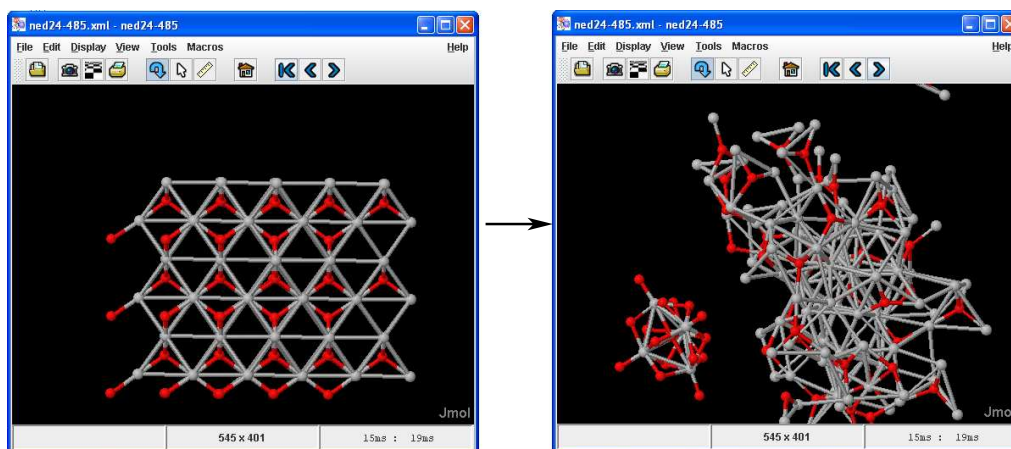 ned24-485.xml - ned24-485
File Edit Display View Tools Macros Help
Jmol
545 x 401
15ms : 19ms
ned24-485.xml - ned24-485
File Edit Display View Tools Macros Help
Jmol
545 x 401
15ms : 19ms